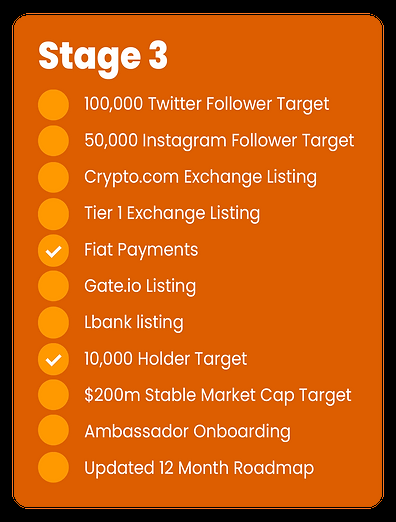 Stage 3
100,000 Twitter Follower Target
50,000 Instagram Follower Target
Crypto.com Exchange Listing
Tier 1 Exchange Listing
Fiat Payments
Gate.io Listing
Lbank listing
10,000 Holder Target
$200m Stable Market Cap Target
Ambassador Onboarding
Updated 12 Month Roadmap